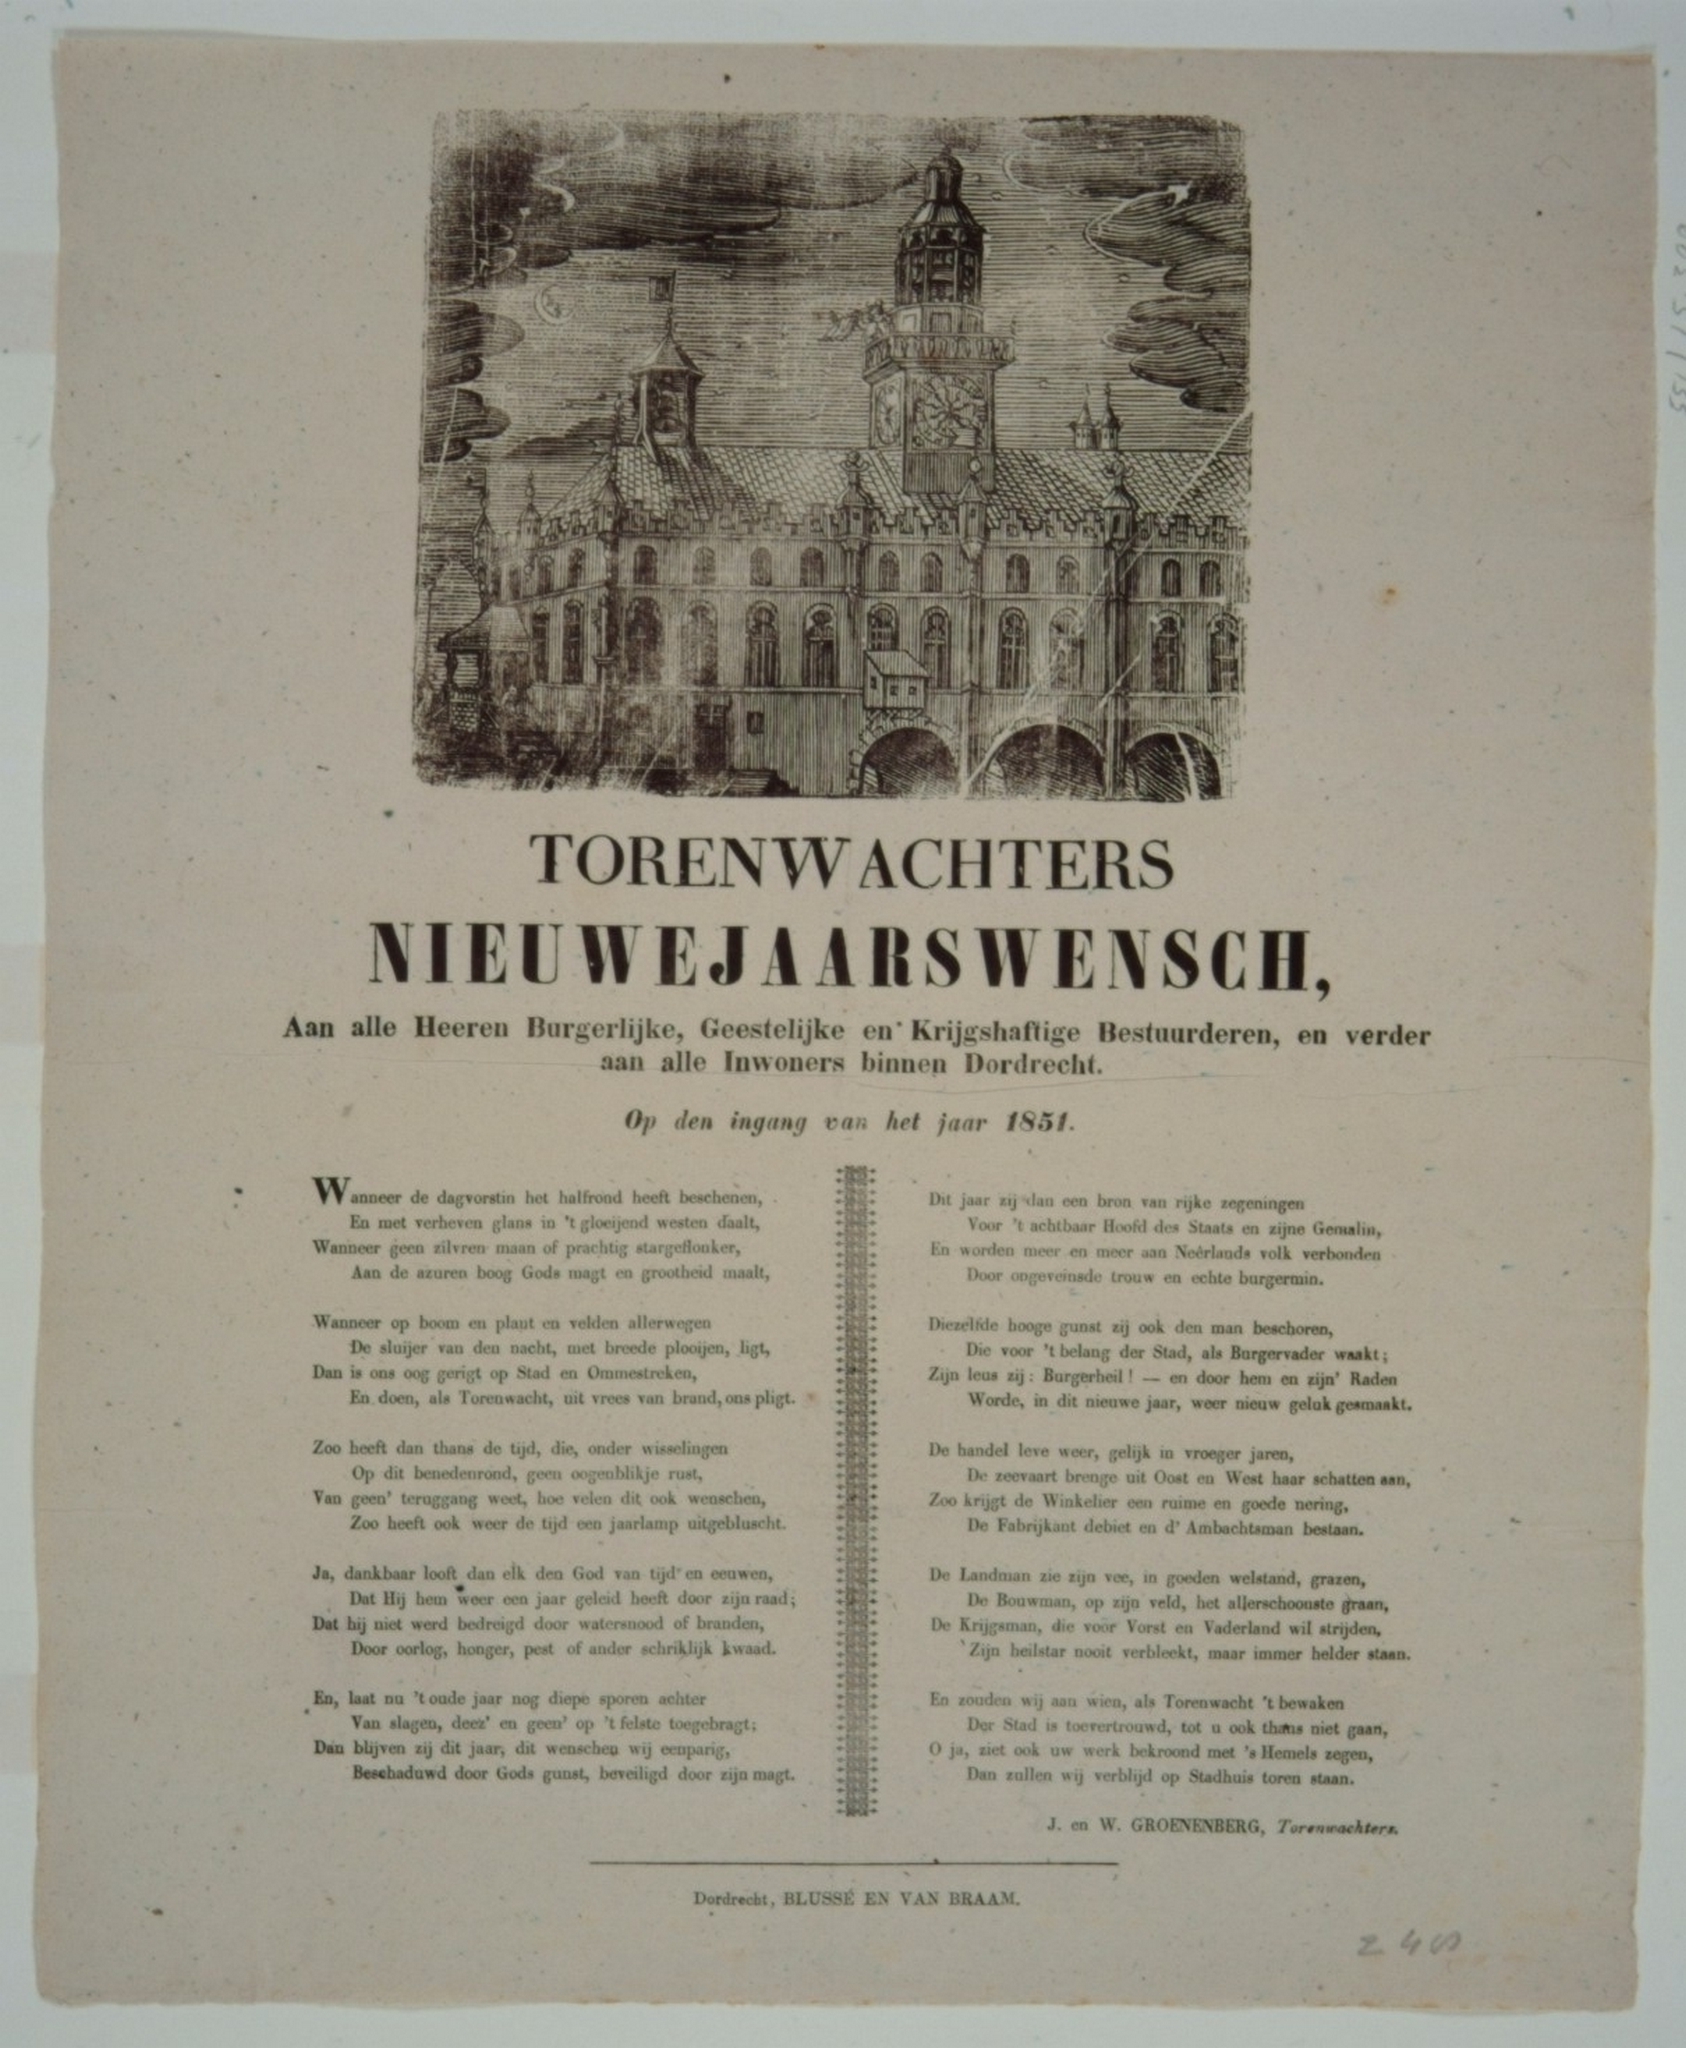 TORENWACHTERS
NIEUWEJAARSWENSCH,
Aan alle Heeren Burgerlijke, Geestelijke en Krijgshaftige Bestuurderen, en verder
aan alle Inwoners binnen Dordrecht.
Op den ingang van het jaar 1851.
Wanneer de dagvorstin het halfrond heeft beschenen,
En met verheven glans in 't gloeijend westen daalt,
Wanneer geen zilvren maan of prachtig stargeflonker,
Aan de azuren boog Gods magt en grootheid maalt,
Wanneer op boom en plant en velden allerwegen
De sluijer van den nacht, met breede plooijen, ligt,
Dan is ons oog gerigt op Stad en Ommestreken,
En doen, als Torenwacht, uit vrees van brand, ons pligt.
Zoo heeft dan thans de tijd, die, onder wisselingen
Op dit benedenrond, geen oogenblikje rust,
Van geen' teruggang weet, hoe velen dit ook wenschen,
Zoo heeft ook weer de tijd een jaarlamp uitgebluscht.
Ja, dankbaar looft dan elk den God van tijd en eeuwen,
Dat Hij hem weer een jaar geleid heeft door zijn raad;
Dat hij niet werd bedreigd door watersnood of branden,
Door oorlog, honger, pest of ander schriklijk kwaad.
En, laat nu 't oude jaar nog diepe sporen achter
Van slagen, deez' en geen' op 't felste toegebragt;
Dan blijven zij dit jaar, dit wenschen wij eenparig,
Beschaduwd door Gods gunst, beveiligd door zijn magt.
Dit jaar zij dan een bron van rijke zegeningen
Voor 't achtbaar Hoofd des Staats en zijne Gemalin,
En worden meer en meer aan Neêrlands volk verbonden
Door ongeveinsde trouw en echte burgermin.
Diezelfde hooge gunst zij ook den man beschoren,
Die voor 't belang der Stad, als Burgervader waakt;
Zijn leus zij: Burgerheil! — en door hem en zijn' Raden
Worde, in dit nieuwe jaar, weer nieuw geluk gesmaakt.
De handel leve weer, gelijk in vroeger jaren,
De zeevaart brenge uit Oost en West haar schatten aan,
Zoo krijgt de Winkelier een ruime en goede nering,
De Fabrijkant debiet en d' Ambachtsman bestaan.
De Landman zie zijn vee, in goeden welstand, grazen,
De Bouwman, op zijn veld, het allerschoonste graan,
De Krijgsman, die voor Vorst en Vaderland wil strijden,
Zijn heilstar nooit verbleekt, maar immer helder staan.
En zouden wij aan wien, als Torenwacht 't bewaken
Der Stad is toevertrouwd, tot u ook thans niet gaan,
O ja, ziet ook uw werk bekroond met 's Hemels zegen,
Dan zullen wij verblijd op Stadhuis toren staan.
J. en W. GROENENBERG, Torenwachters.
Dordrecht, BLUSSÉ EN VAN BRAAM.